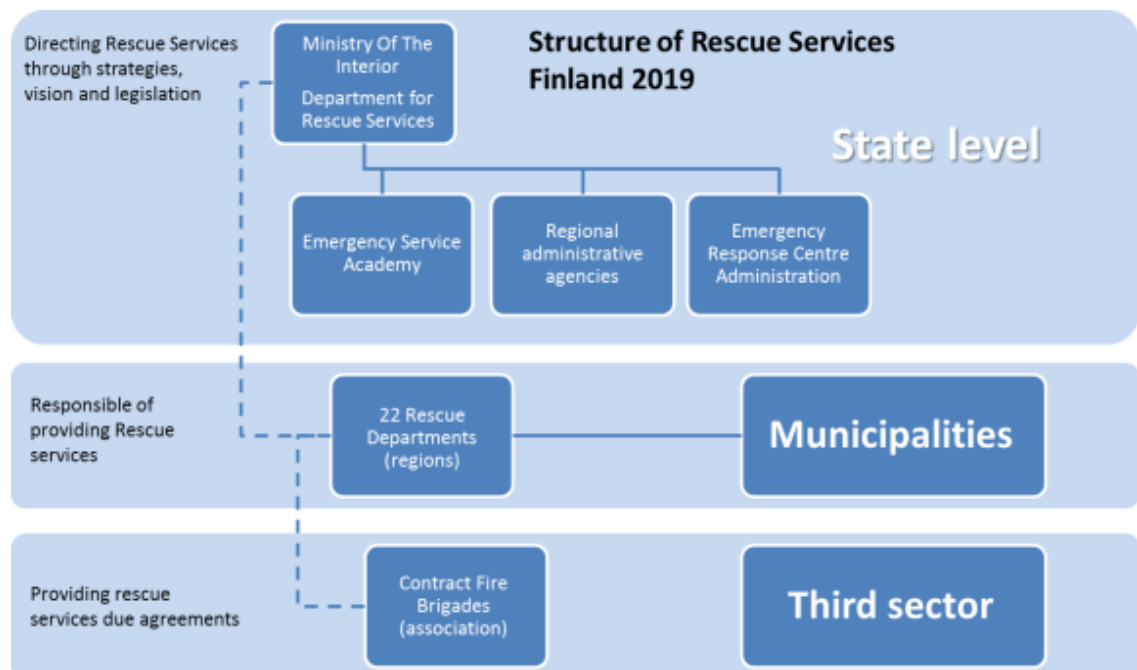 Directing Rescue Services
through strategies,
vision and legislation
Ministry Of The
Interior
Department for
Rescue Services
Structure of Rescue Services
Finland 2019
State level
Emergency Service
Academy
Regional
administrative
agencies
Emergency
Response Centre
Administration
Responsible of
providing Rescue
services
22 Rescue
Departments
(regions)
Municipalities
Providing rescue
services due agreements
Contract Fire
Brigades
(association)
Third sector